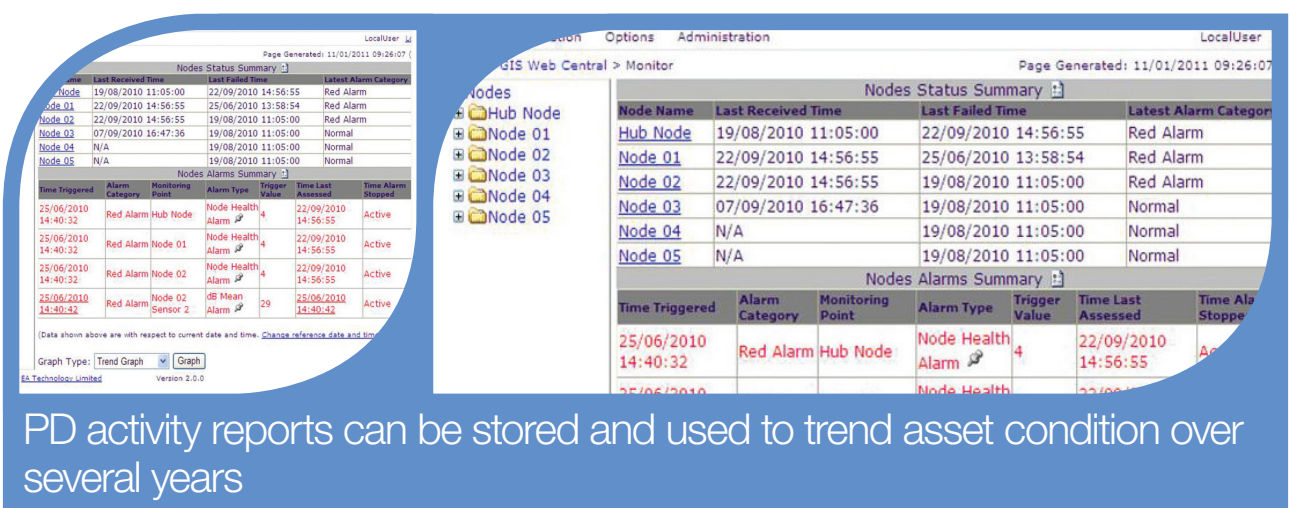 LocalUser
Page Generated: 11/01/2011 09:26:07 (
Nodes Status Summary
Last Received Time Last Failed Time Latest Alarm Category
Node 19/08/2010 11:05:00 22/09/2010 14:56:55 Red Alarm
Node 01 22/09/2010 14:56:55 25/06/2010 13:58:54 Red Alarm
Node 02 22/09/2010 14:56:55 19/08/2010 11:05:00 Red Alarm
Node 03 07/09/2010 16:47:36 19/08/2010 11:05:00 Normal
Node 04 N/A 19/08/2010 11:05:00 Normal
Node 05 N/A 19/08/2010 11:05:00 Normal
Nodes Alarms Summary
Time Triggered Alarm Category Monitoring Point Alarm Type Trigger Value Time Last Assessed Time Alarm Stopped
25/06/2010 14:40:32 Red Alarm Hub Node Node Health Alarm 4 22/09/2010 14:56:55 Active
25/06/2010 14:40:32 Red Alarm Node 01 Node Health Alarm 4 22/09/2010 14:56:55 Active
25/06/2010 14:40:32 Red Alarm Node 02 Node Health Alarm 4 22/09/2010 14:56:55 Active
25/06/2010 14:40:42 Red Alarm Node 02 Sensor 2 dB Mean Alarm 29 25/06/2010 14:40:42 Active
(Data shown above are with respect to current date and time. Change reference date and time
Graph Type: Trend Graph Graph
EA Technology Limited Version 2.0.0
Options Administration LocalUser
GIS Web Central > Monitor Page Generated: 11/01/2011 09:26:07
Nodes
Hub Node
Node 01
Node 02
Node 03
Node 04
Node 05
Nodes Status Summary
Node Name Last Received Time Last Failed Time Latest Alarm Categor
Hub Node 19/08/2010 11:05:00 22/09/2010 14:56:55 Red Alarm
Node 01 22/09/2010 14:56:55 25/06/2010 13:58:54 Red Alarm
Node 02 22/09/2010 14:56:55 19/08/2010 11:05:00 Red Alarm
Node 03 07/09/2010 16:47:36 19/08/2010 11:05:00 Normal
Node 04 N/A 19/08/2010 11:05:00 Normal
Node 05 N/A 19/08/2010 11:05:00 Normal
Nodes Alarms Summary
Time Triggered Alarm Category Monitoring Point Alarm Type Trigger Value Time Last Assessed Time Ala Stoppe
25/06/2010 14:40:32 Red Alarm Hub Node Node Health Alarm 4 22/09/2010 14:56:55
Node Health
PD activity reports can be stored and used to trend asset condition over
several years